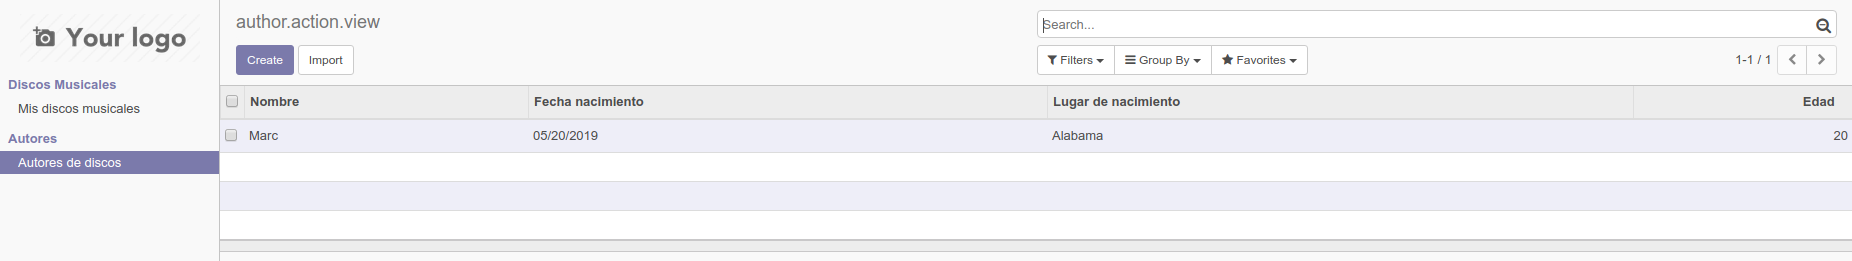 Your logo
Discos Musicales
Mis discos musicales
Autores
Autores de discos
author.action.view
Search...
Create
Import
Filters
Group By
Favorites
1-1 / 1
Nombre Fecha nacimiento Lugar de nacimiento Edad
Marc 05/20/2019 Alabama 20